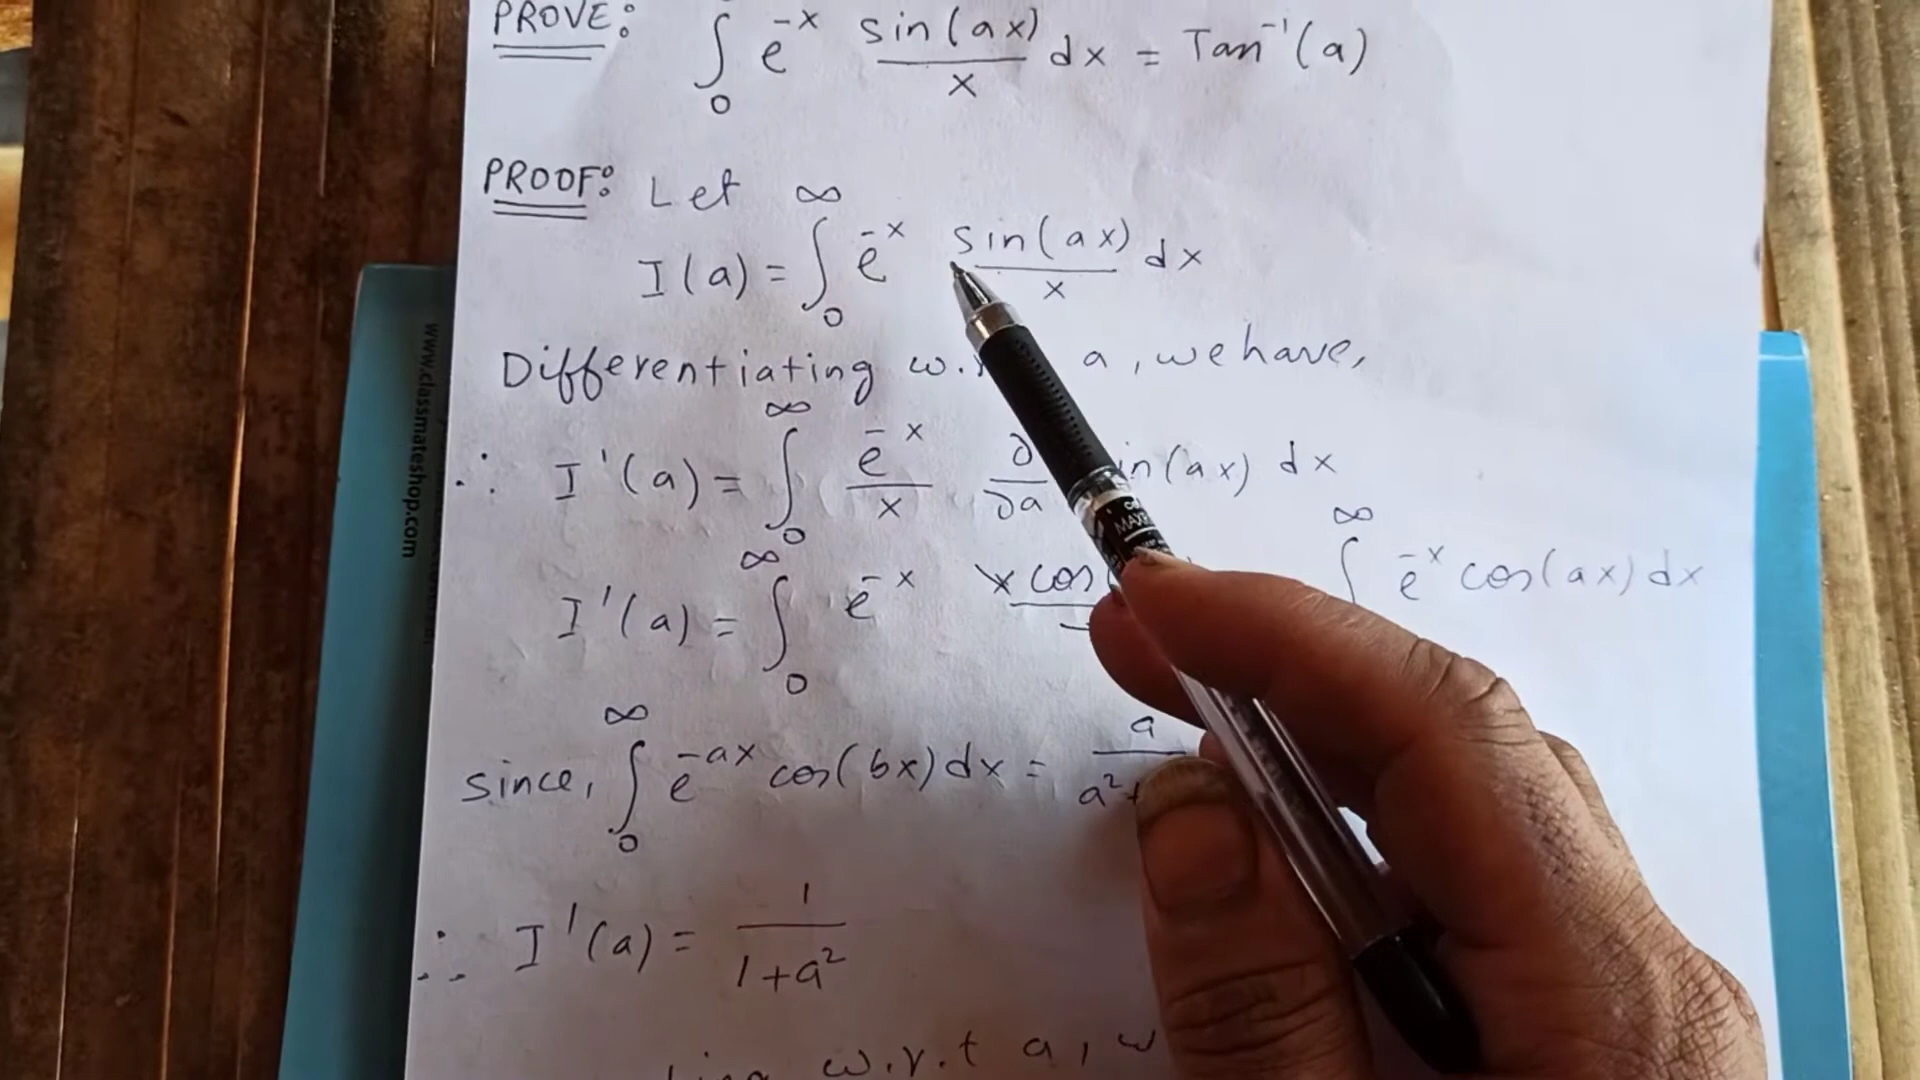 PROVE: ∫₀ e⁻ˣ sin(ax)/x dx = Tan⁻¹(a)
PROOF: Let
I(a) = ∫₀^∞ e⁻ˣ sin(ax)/x dx
Differentiating w.r a, we have,
∴ I'(a) = ∫₀^∞ e⁻ˣ/x ∂/∂a in(ax) dx
I'(a) = ∫₀^∞ e⁻ˣ x cos( ∫^∞ e⁻ˣ cos(ax) dx
since, ∫₀^∞ e^(-ax) cos(bx) dx = a/a²+
∴ I'(a) = 1/(1+a²)
w.r.t a, w
www.classmateshop.com
MAX